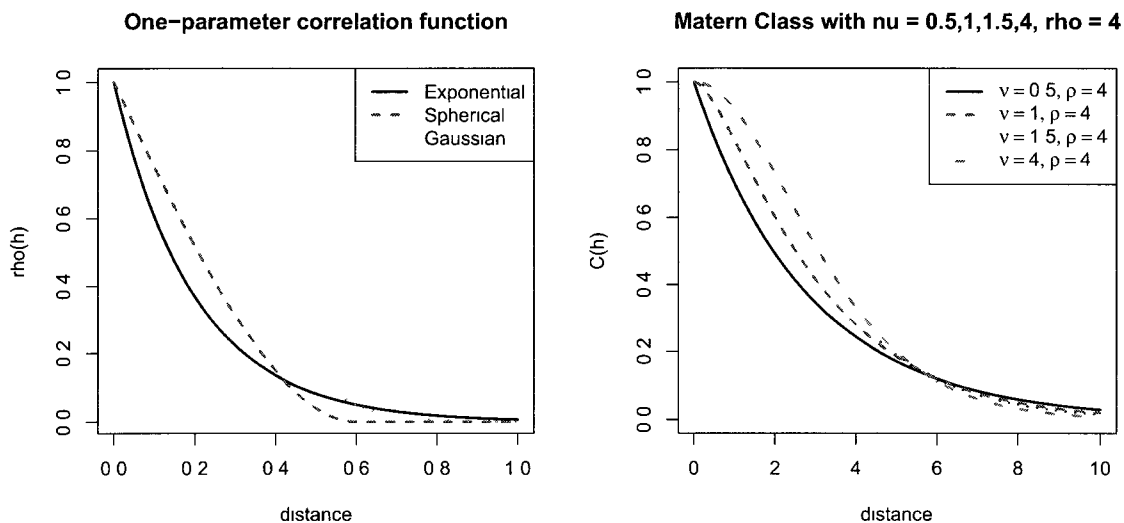 One-parameter correlation function
Exponential
Spherical
Gaussian
rho(h)
0 0
0 2
0 4
0 6
0 8
1 0
0 0
0 2
0 4
0 6
0 8
1 0
distance
Matern Class with nu = 0.5,1,1.5,4, rho = 4
ν = 0 5, ρ = 4
ν = 1, ρ = 4
ν = 1 5, ρ = 4
ν = 4, ρ = 4
C(h)
0 0
0 2
0 4
0 6
0 8
1 0
0
2
4
6
8
10
distance